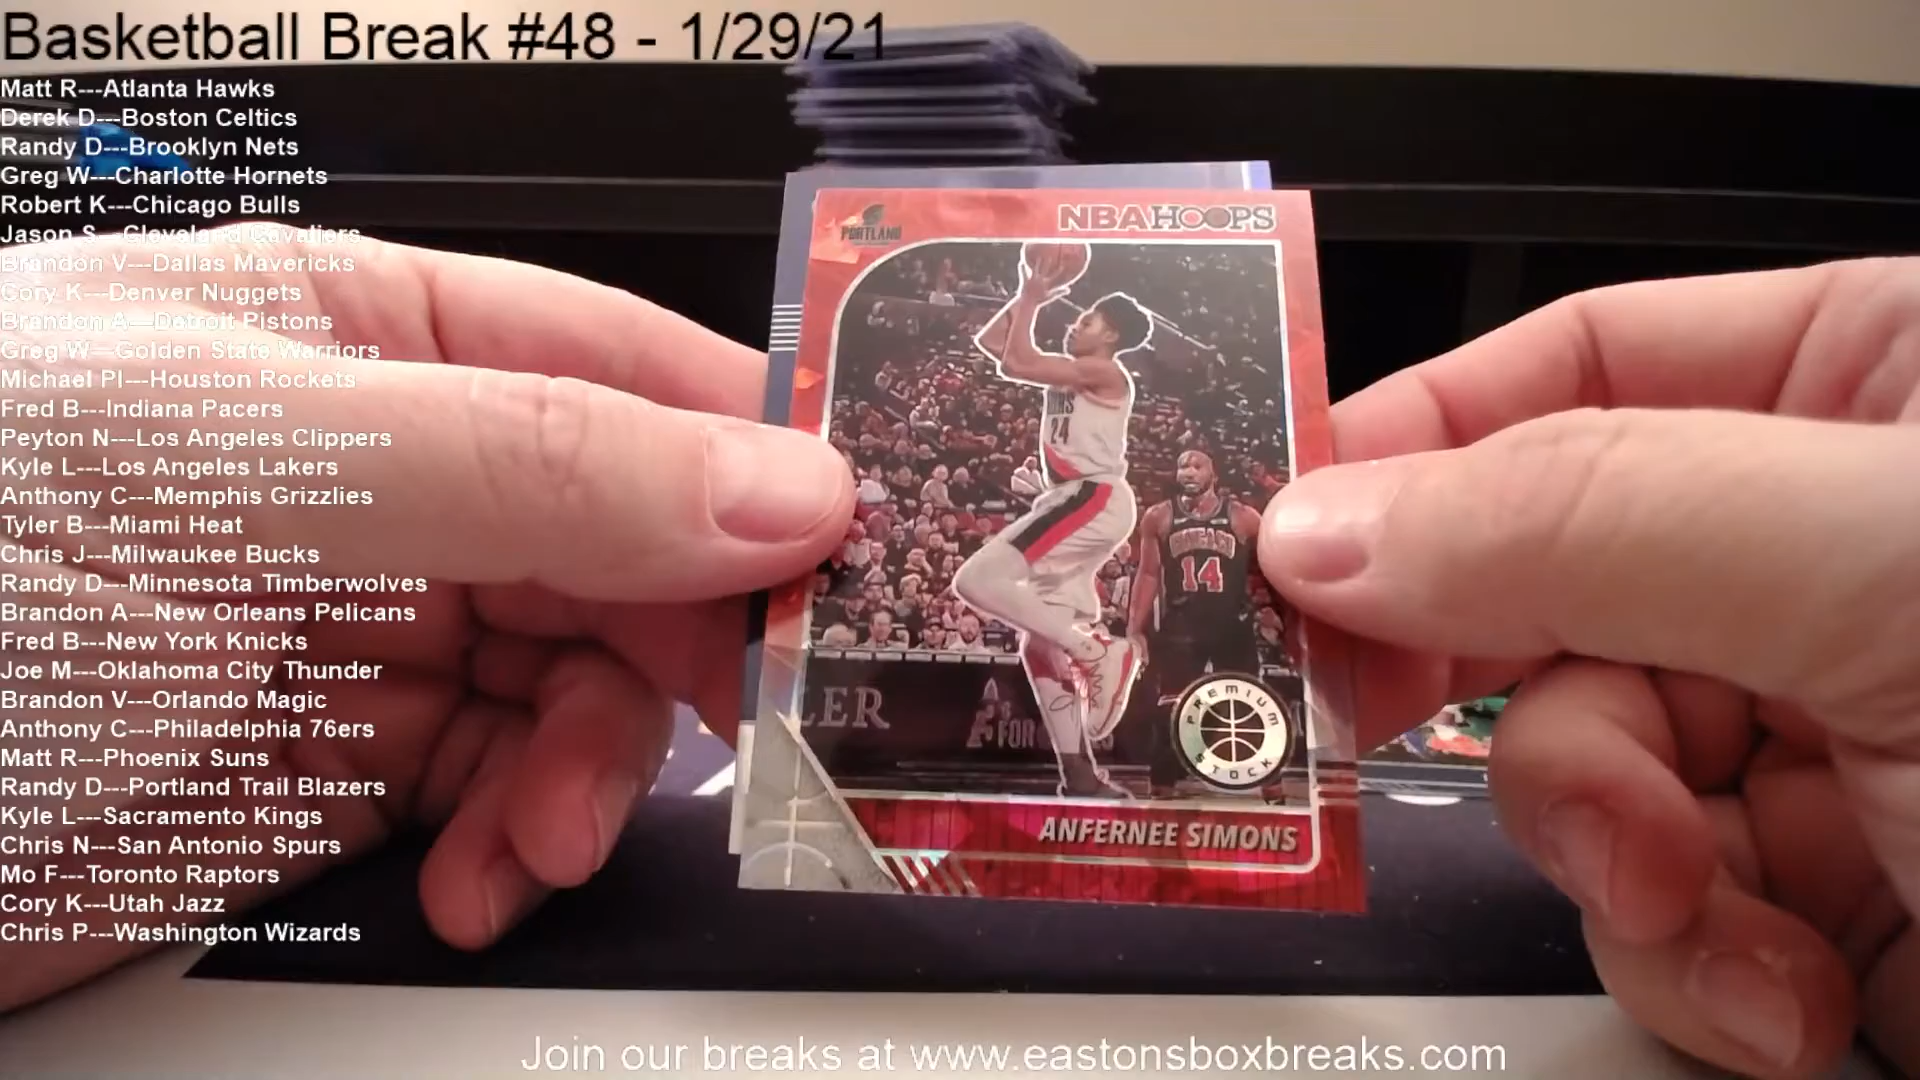 Basketball Break #48 - 1/29/21
Matt R---Atlanta Hawks
Derek D---Boston Celtics
Randy D---Brooklyn Nets
Greg W---Charlotte Hornets
Robert K---Chicago Bulls
Jason S---Cleveland Cavaliers
Brandon V---Dallas Mavericks
Cory K---Denver Nuggets
Brandon A---Detroit Pistons
Greg W---Golden State Warriors
Michael Pl---Houston Rockets
Fred B---Indiana Pacers
Peyton N---Los Angeles Clippers
Kyle L---Los Angeles Lakers
Anthony C---Memphis Grizzlies
Tyler B---Miami Heat
Chris J---Milwaukee Bucks
Randy D---Minnesota Timberwolves
Brandon A---New Orleans Pelicans
Fred B---New York Knicks
Joe M---Oklahoma City Thunder
Brandon V---Orlando Magic
Anthony C---Philadelphia 76ers
Matt R---Phoenix Suns
Randy D---Portland Trail Blazers
Kyle L---Sacramento Kings
Chris N---San Antonio Spurs
Mo F---Toronto Raptors
Cory K---Utah Jazz
Chris P---Washington Wizards
PORTLAND
NBA HOOPS
24
CHICAGO
14
LER
FOR
PREMIUM STOCK
ANFERNEE SIMONS
Join our breaks at www.eastonsboxbreaks.com